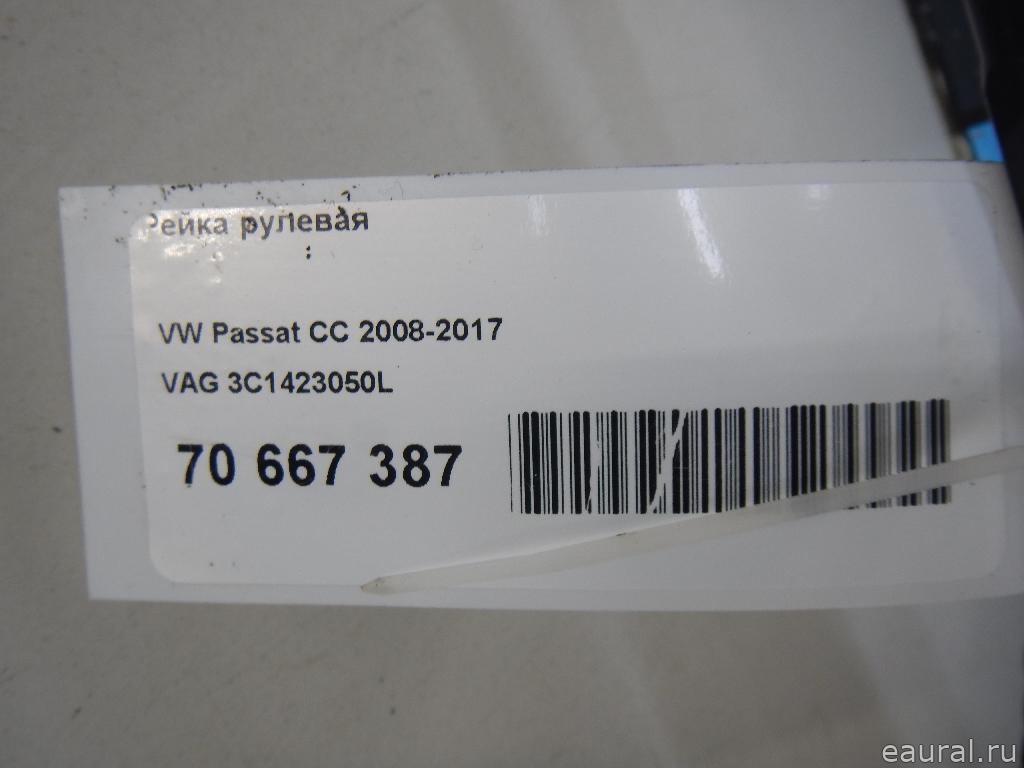 Рейка рулевая
VW Passat CC 2008-2017
VAG 3C1423050L
70 667 387
eaural.ru